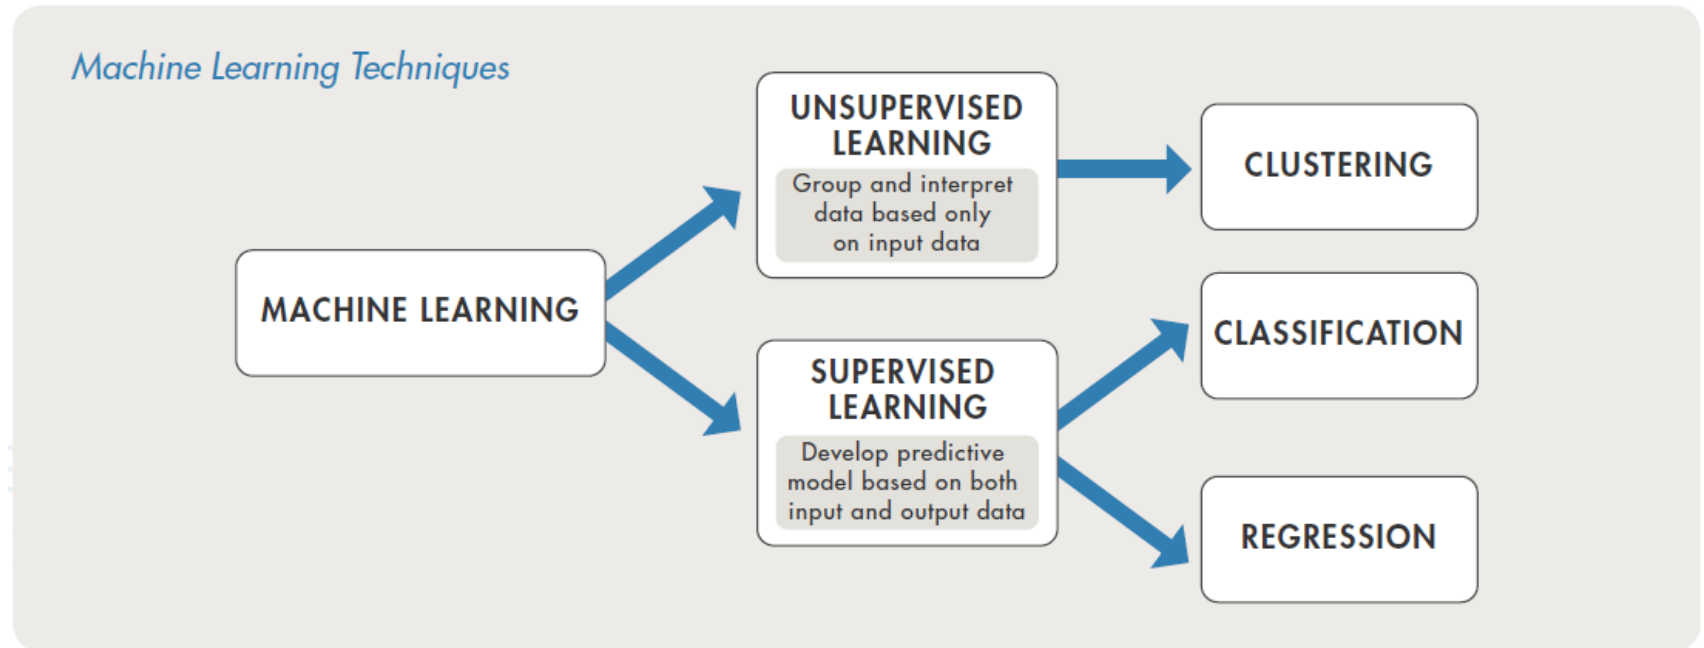 Machine Learning Techniques
MACHINE LEARNING
UNSUPERVISED
LEARNING
Group and interpret
data based only
on input data
CLUSTERING
SUPERVISED
LEARNING
Develop predictive
model based on both
input and output data
CLASSIFICATION
REGRESSION